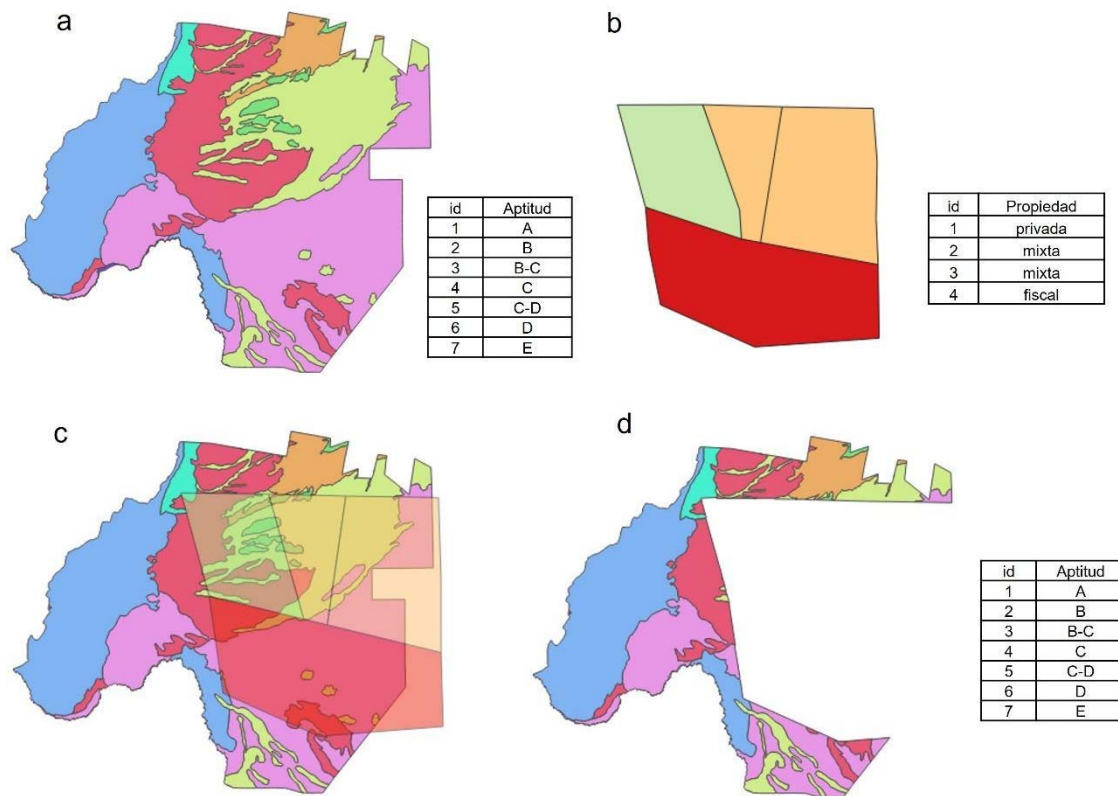 a
b
id Aptitud
1 A
2 B
3 B-C
4 C
5 C-D
6 D
7 E
id Propiedad
1 privada
2 mixta
3 mixta
4 fiscal
c
d
id Aptitud
1 A
2 B
3 B-C
4 C
5 C-D
6 D
7 E